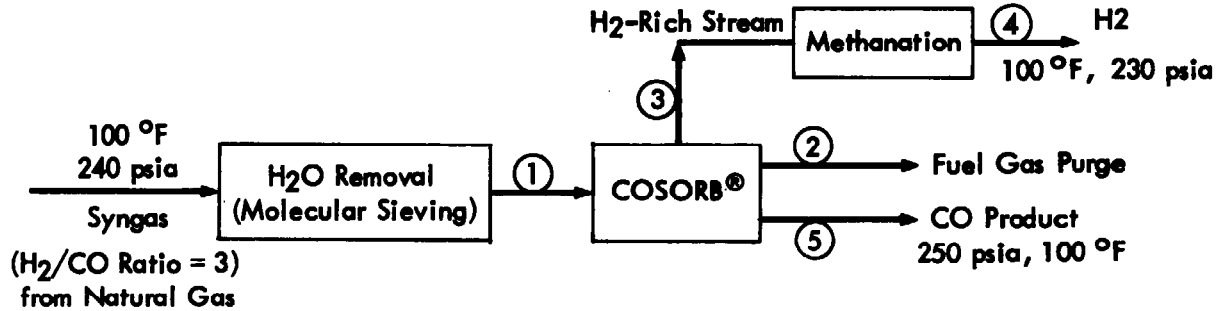 H2-Rich Stream
Methanation
4
H2
100 °F, 230 psia
3
100 °F
240 psia
Syngas
(H2/CO Ratio = 3)
from Natural Gas
H2O Removal
(Molecular Sieving)
1
COSORB®
2
Fuel Gas Purge
5
CO Product
250 psia, 100 °F